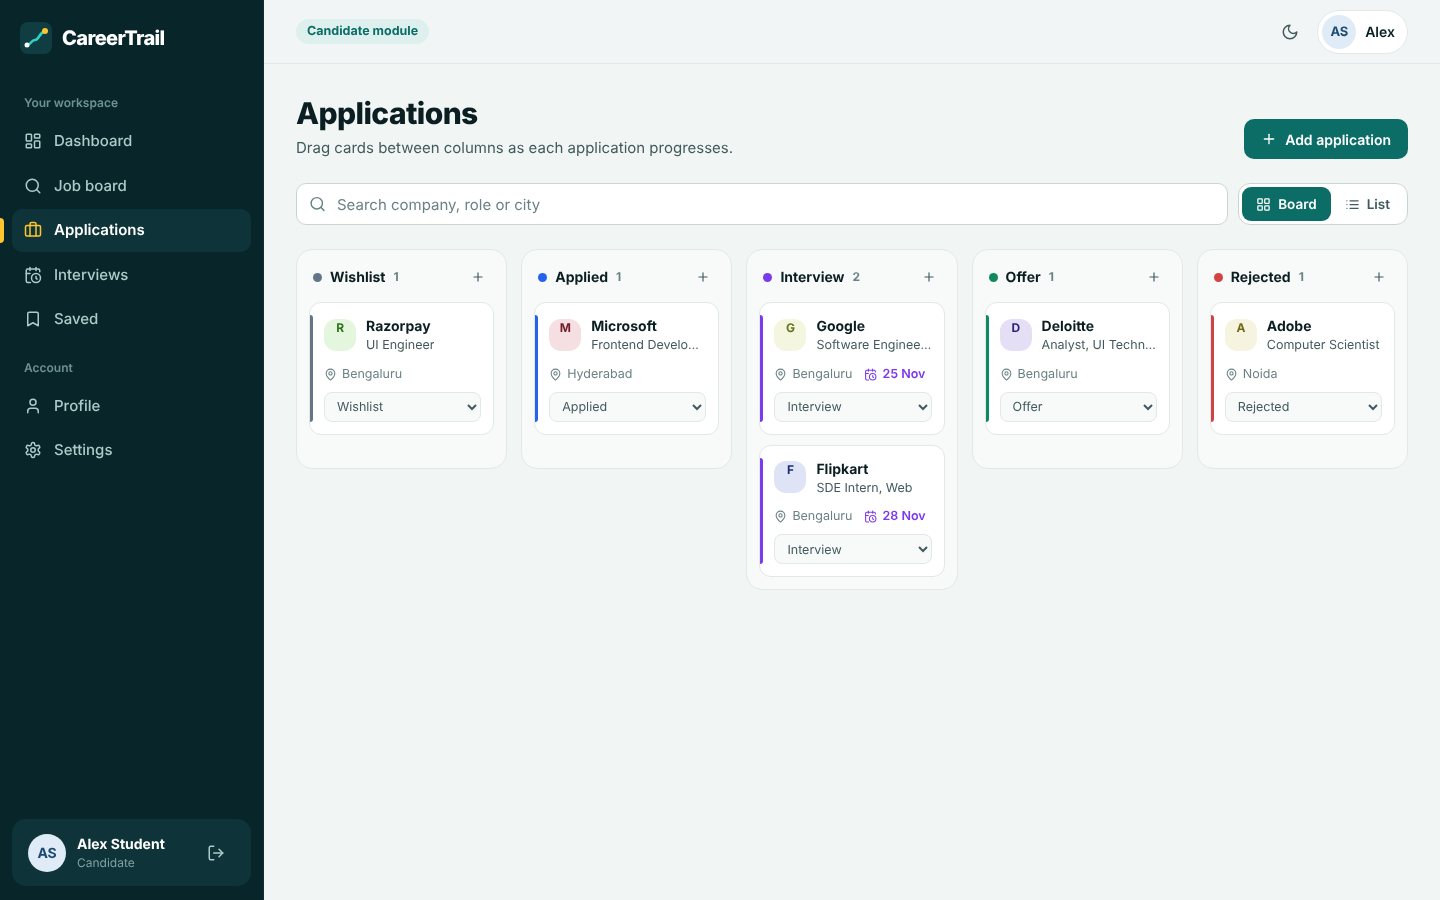 CareerTrail
Your workspace
Dashboard
Job board
Applications
Interviews
Saved
Account
Profile
Settings
AS
Alex Student
Candidate
Candidate module
AS
Alex
Applications
Drag cards between columns as each application progresses.
Add application
Search company, role or city
Board
List
Wishlist 1
R
Razorpay
UI Engineer
Bengaluru
Wishlist
Applied 1
M
Microsoft
Frontend Develo...
Hyderabad
Applied
Interview 2
G
Google
Software Enginee...
Bengaluru 25 Nov
Interview
F
Flipkart
SDE Intern, Web
Bengaluru 28 Nov
Interview
Offer 1
D
Deloitte
Analyst, UI Techn...
Bengaluru
Offer
Rejected 1
A
Adobe
Computer Scientist
Noida
Rejected